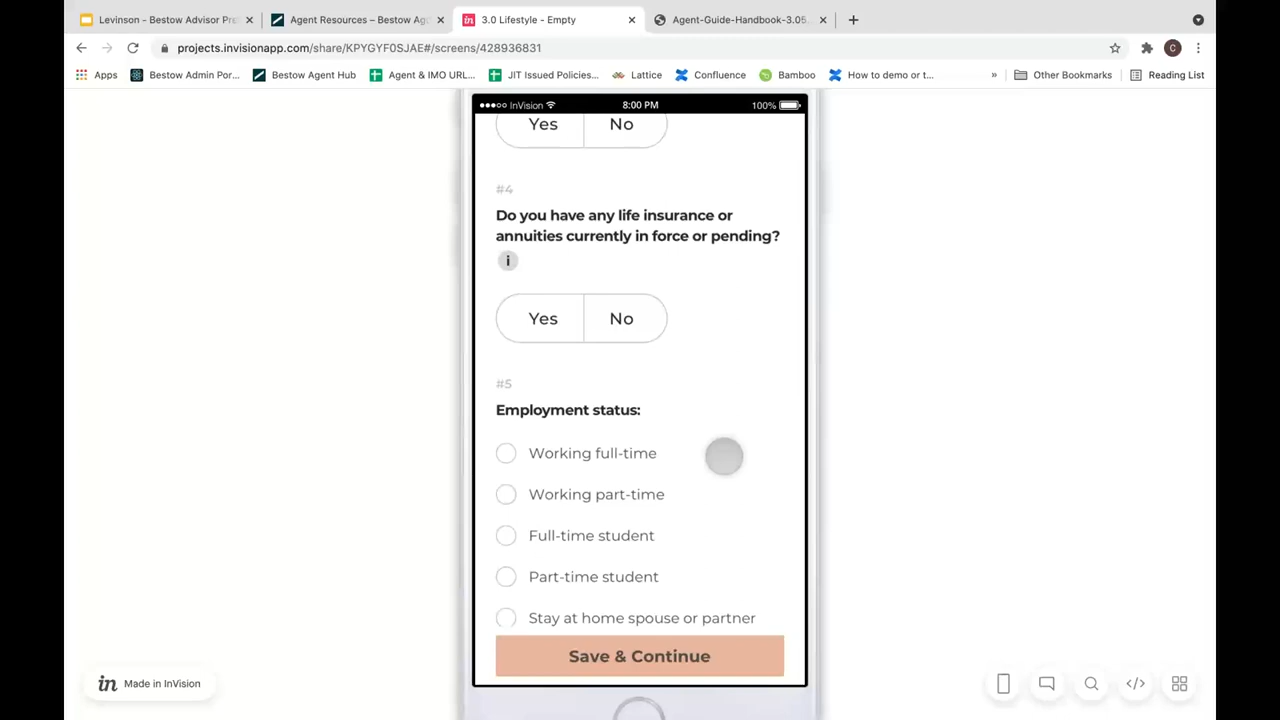 Levinson - Bestow Advisor Pre
Agent Resources – Bestow Age
3.0 Lifestyle - Empty
Agent-Guide-Handbook-3.05.
projects.invisionapp.com/share/KPYGYF0SJAE#/screens/428936831
C
Apps
Bestow Admin Por...
Bestow Agent Hub
Agent & IMO URL...
JIT Issued Policies...
Lattice
Confluence
Bamboo
How to demo or t...
»
Other Bookmarks
Reading List
InVision
8:00 PM
100%
Yes No
#4
Do you have any life insurance or
annuities currently in force or pending?
i
Yes No
#5
Employment status:
Working full-time
Working part-time
Full-time student
Part-time student
Stay at home spouse or partner
Save & Continue
in Made in InVision